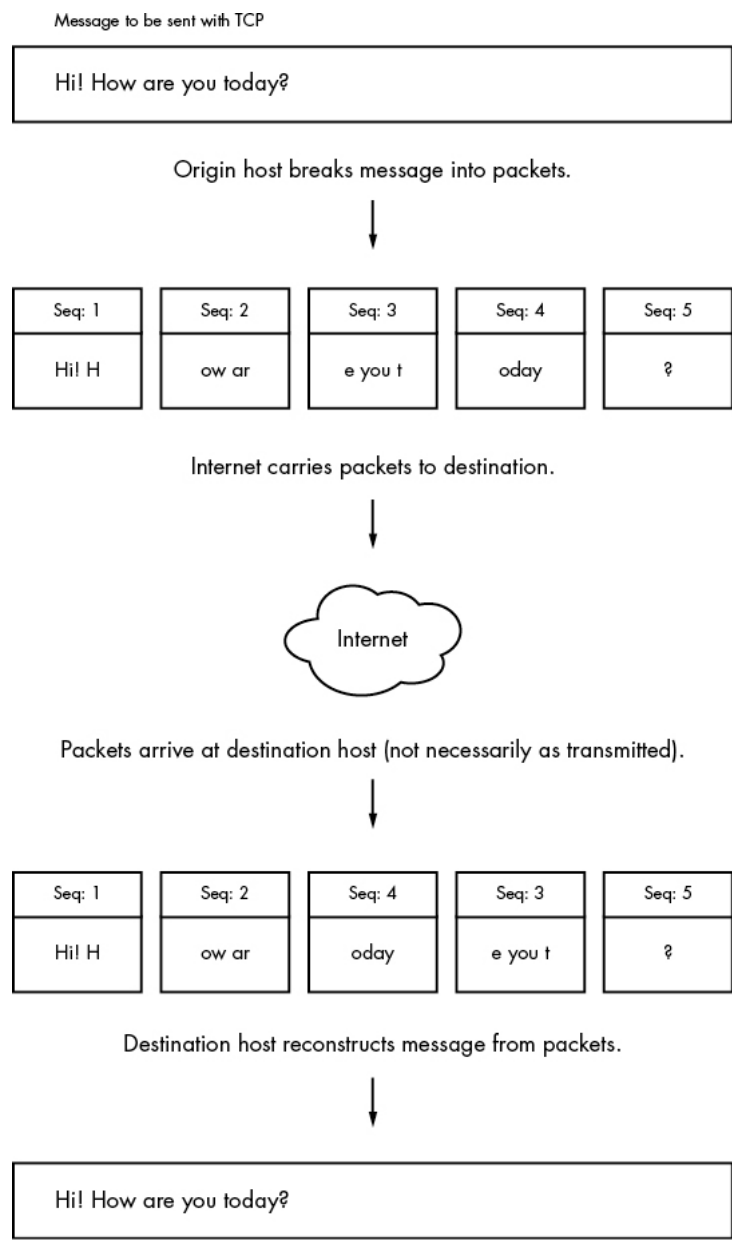 Message to be sent with TCP
Hi! How are you today?
Origin host breaks message into packets.
Seq: 1 Seq: 2 Seq: 3 Seq: 4 Seq: 5
Hi! H ow ar e you t oday ?
Internet carries packets to destination.
Internet
Packets arrive at destination host (not necessarily as transmitted).
Seq: 1 Seq: 2 Seq: 4 Seq: 3 Seq: 5
Hi! H ow ar oday e you t ?
Destination host reconstructs message from packets.
Hi! How are you today?